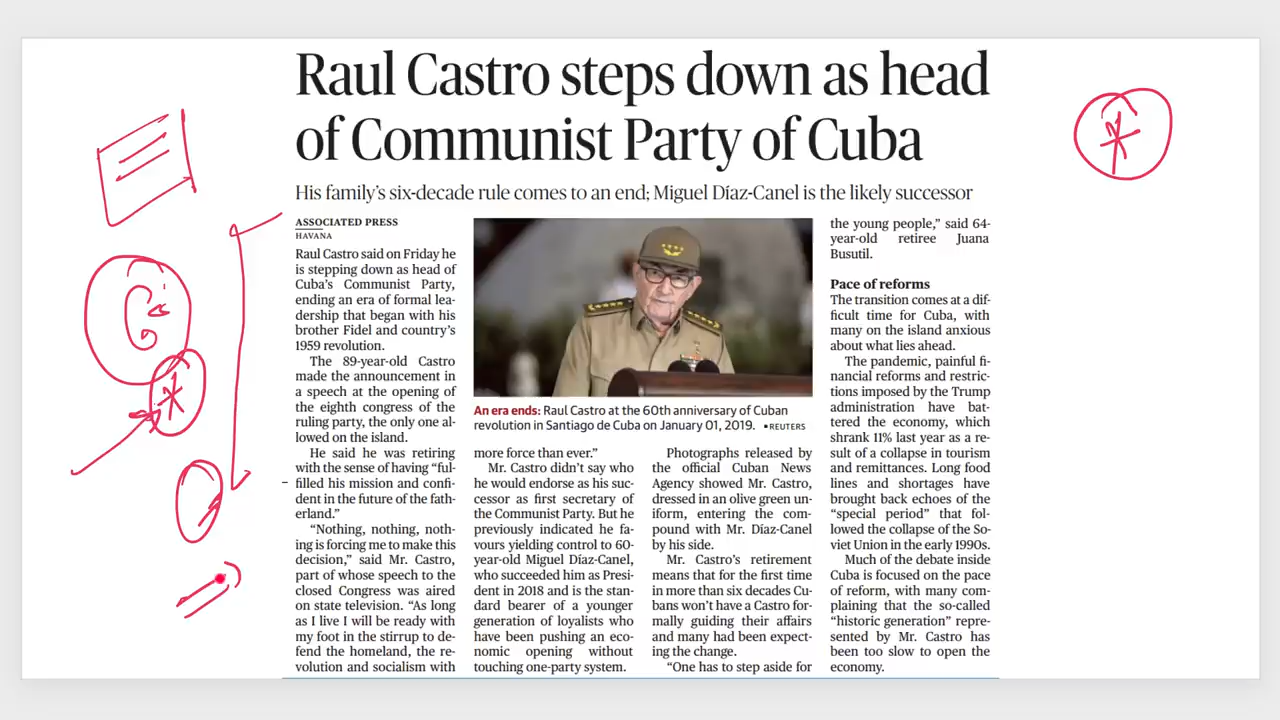 Raul Castro steps down as head
of Communist Party of Cuba
His family's six-decade rule comes to an end; Miguel Díaz-Canel is the likely successor
ASSOCIATED PRESS
HAVANA
Raul Castro said on Friday he
is stepping down as head of
Cuba's Communist Party,
ending an era of formal lea-
dership that began with his
brother Fidel and country's
1959 revolution.
The 89-year-old Castro
made the announcement in
a speech at the opening of
the eighth congress of the
ruling party, the only one al-
lowed on the island.
He said he was retiring
with the sense of having “ful-
filled his mission and confi-
dent in the future of the fath-
erland.”
“Nothing, nothing, noth-
ing is forcing me to make this
decision,” said Mr. Castro,
part of whose speech to the
closed Congress was aired
on state television. “As long
as I live I will be ready with
my foot in the stirrup to de-
fend the homeland, the re-
volution and socialism with
An era ends: Raul Castro at the 60th anniversary of Cuban
revolution in Santiago de Cuba on January 01, 2019. •REUTERS
more force than ever.”
Mr. Castro didn't say who
he would endorse as his suc-
cessor as first secretary of
the Communist Party. But he
previously indicated he fa-
vours yielding control to 60-
year-old Miguel Díaz-Canel,
who succeeded him as Presi-
dent in 2018 and is the stan-
dard bearer of a younger
generation of loyalists who
have been pushing an eco-
nomic opening without
touching one-party system.
Photographs released by
the official Cuban News
Agency showed Mr. Castro,
dressed in an olive green un-
iform, entering the com-
pound with Mr. Díaz-Canel
by his side.
Mr. Castro's retirement
means that for the first time
in more than six decades Cu-
bans won't have a Castro for-
mally guiding their affairs
and many had been expect-
ing the change.
“One has to step aside for
the young people,” said 64-
year-old retiree Juana
Busutil.
Pace of reforms
The transition comes at a dif-
ficult time for Cuba, with
many on the island anxious
about what lies ahead.
The pandemic, painful fi-
nancial reforms and restric-
tions imposed by the Trump
administration have bat-
tered the economy, which
shrank 11% last year as a re-
sult of a collapse in tourism
and remittances. Long food
lines and shortages have
brought back echoes of the
“special period” that fol-
lowed the collapse of the So-
viet Union in the early 1990s.
Much of the debate inside
Cuba is focused on the pace
of reform, with many com-
plaining that the so-called
“historic generation” repre-
sented by Mr. Castro has
been too slow to open the
economy.